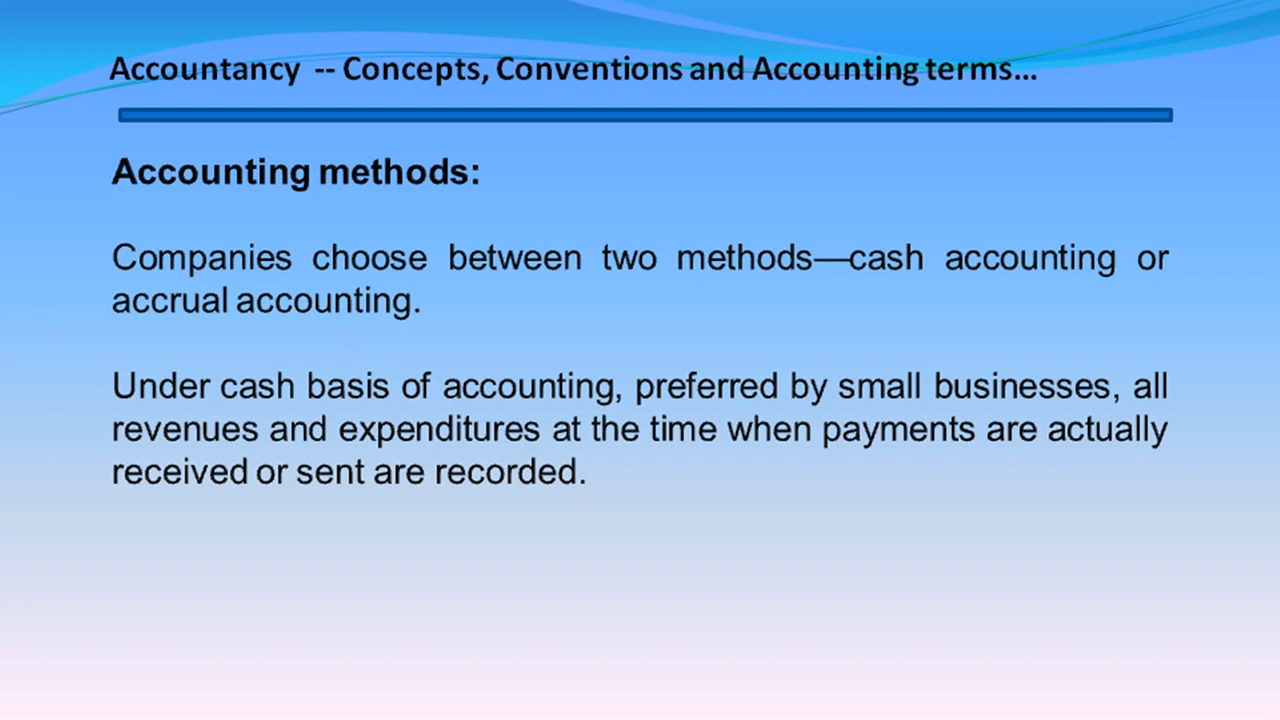 Accountancy -- Concepts, Conventions and Accounting terms...
Accounting methods:
Companies choose between two methods—cash accounting or
accrual accounting.
Under cash basis of accounting, preferred by small businesses, all
revenues and expenditures at the time when payments are actually
received or sent are recorded.